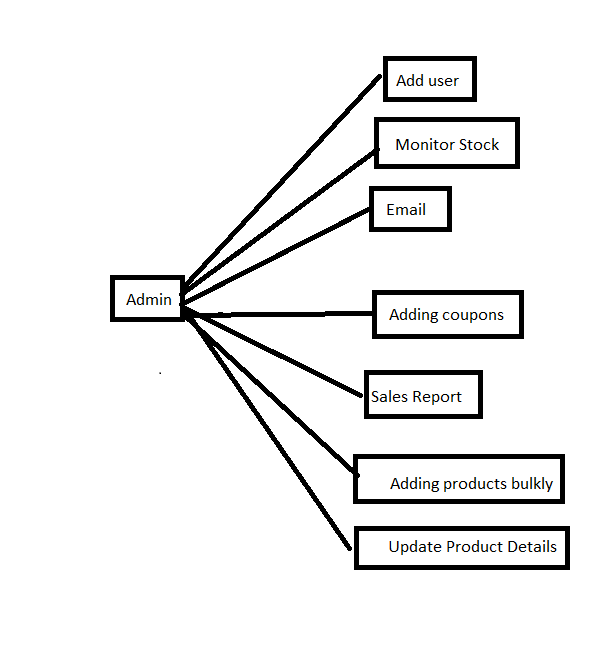 Add user
Monitor Stock
Email
Admin
Adding coupons
Sales Report
Adding products bulkly
Update Product Details